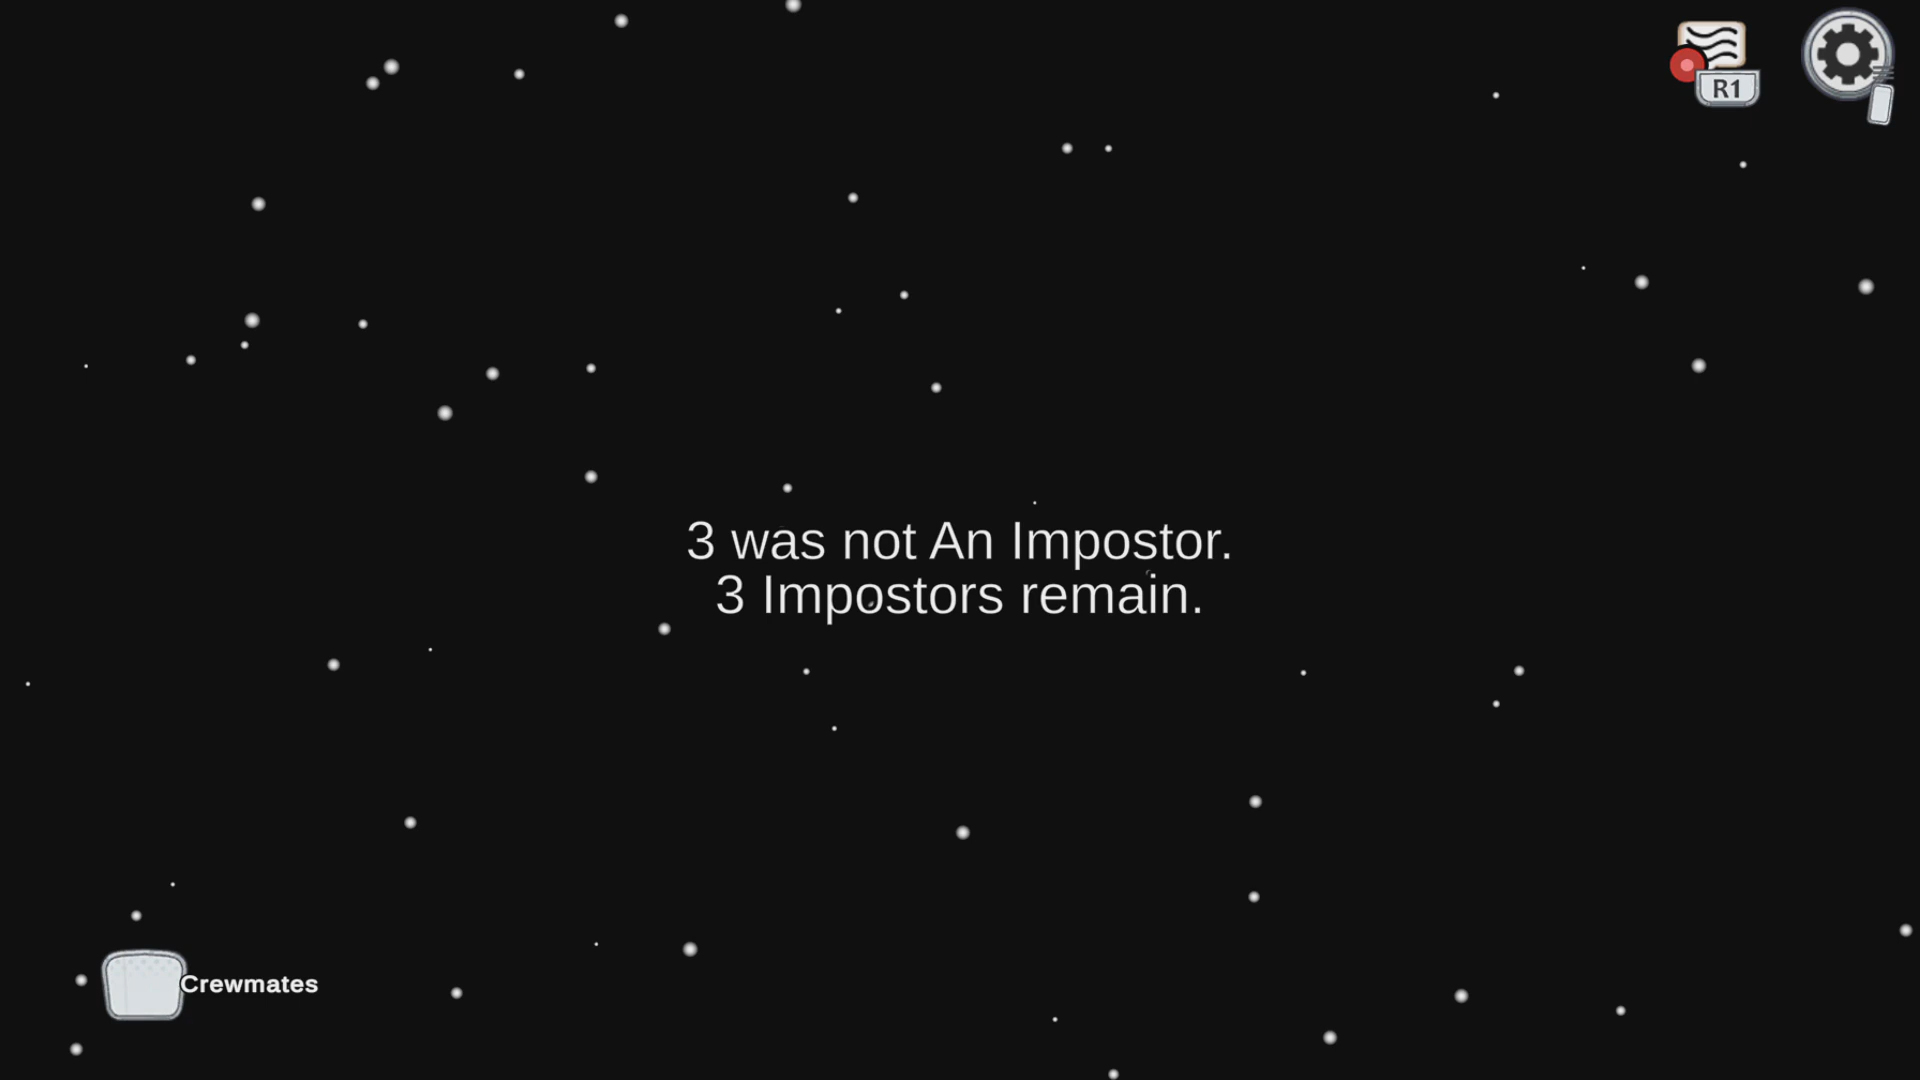 R1
3 was not An Impostor.
3 Impostors remain.
Crewmates